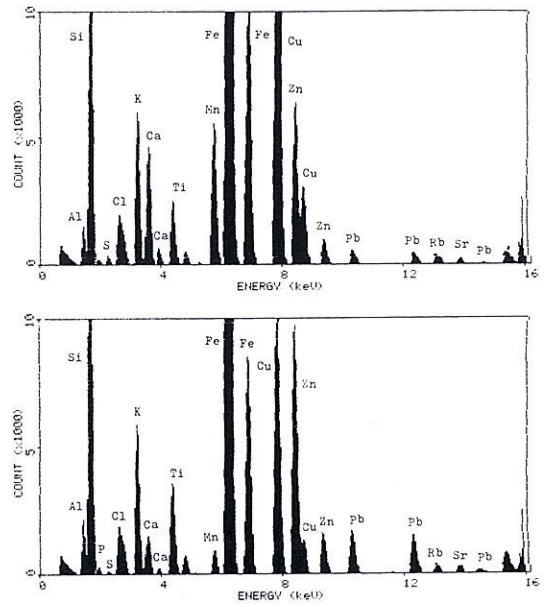 10
5
0
COUNT (×1000)
Si
Fe
Fe
Cu
Zn
K
Mn
Ca
Cu
Ti
Cl
Al
S
Ca
Zn
Pb
Pb
Rb
Sr
Pb
0 4 8 12 16
ENERGY (keV)
10
5
0
COUNT (×1000)
Si
Fe
Fe
Cu
Zn
K
Ti
Al
Cl
P
S
Ca
Ca
Mn
Cu
Zn
Pb
Pb
Rb
Sr
Pb
0 4 8 12 16
ENERGY (keV)